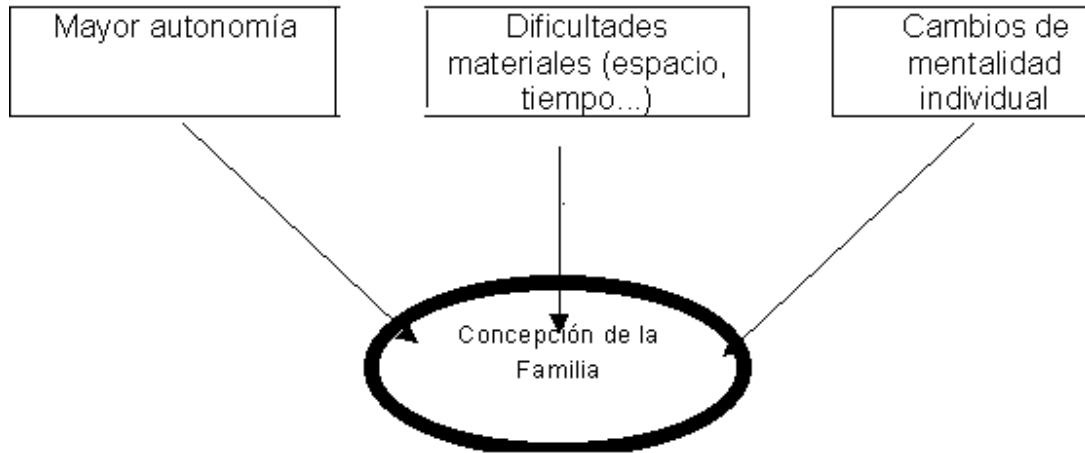 Mayor autonomía
Dificultades
materiales (espacio,
tiempo...)
Cambios de
mentalidad
individual
Concepción de la
Familia